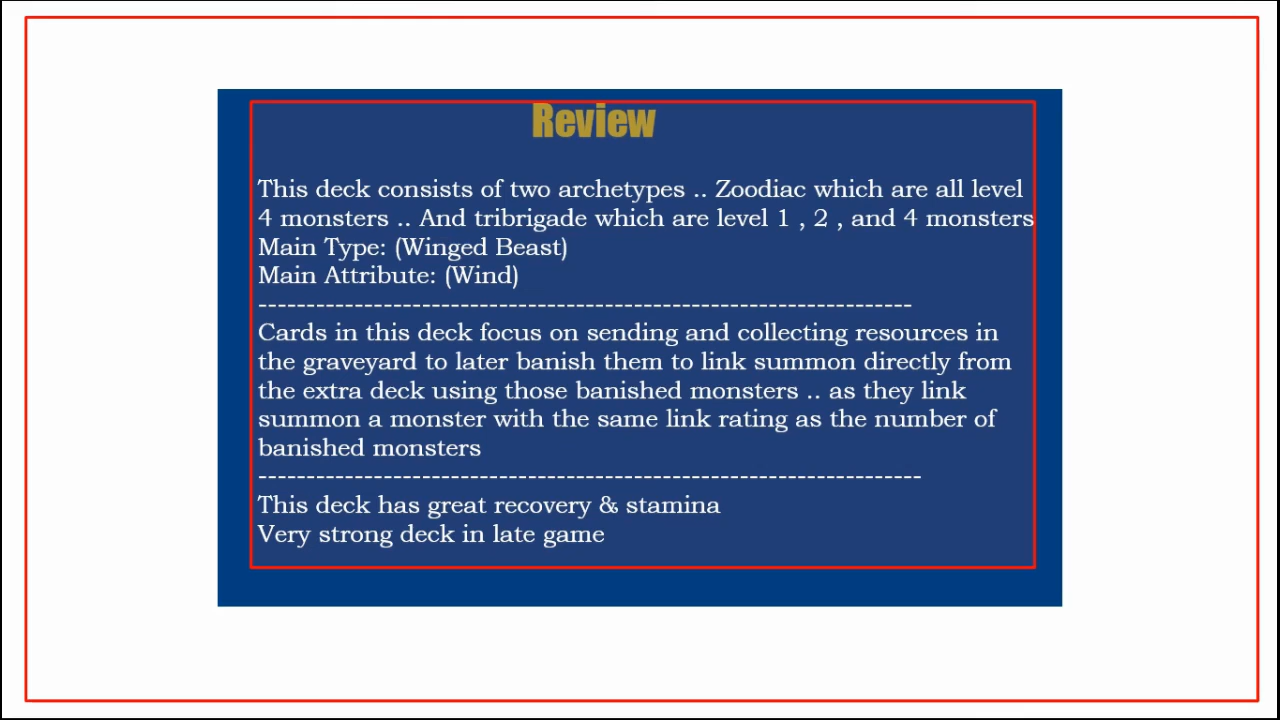 Review
This deck consists of two archetypes .. Zoodiac which are all level
4 monsters .. And tribrigade which are level 1 , 2 , and 4 monsters
Main Type: (Winged Beast)
Main Attribute: (Wind)
--------------------------------------------------------------------
Cards in this deck focus on sending and collecting resources in
the graveyard to later banish them to link summon directly from
the extra deck using those banished monsters .. as they link
summon a monster with the same link rating as the number of
banished monsters
---------------------------------------------------------------------
This deck has great recovery & stamina
Very strong deck in late game